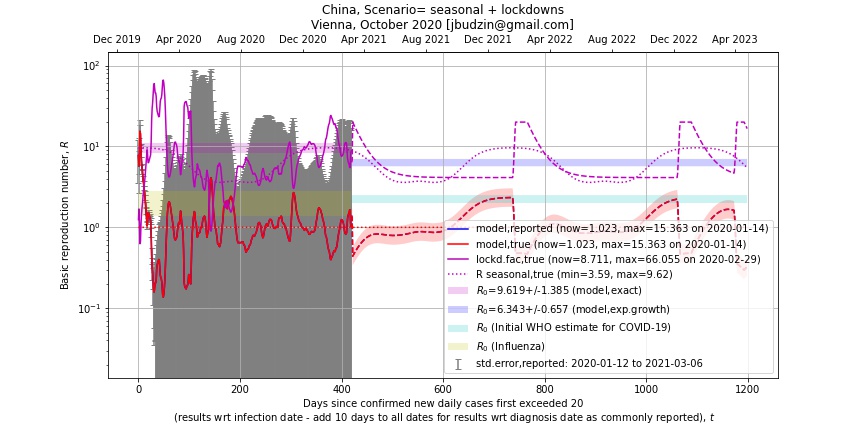 China, Scenario= seasonal + lockdowns
Vienna, October 2020 [jbudzin@gmail.com]
Dec 2019 Apr 2020 Aug 2020 Dec 2020 Apr 2021 Aug 2021 Dec 2021 Apr 2022 Aug 2022 Dec 2022 Apr 2023
Basic reproduction number, R
10²
10¹
10⁰
10⁻¹
model,reported (now=1.023, max=15.363 on 2020-01-14)
model,true (now=1.023, max=15.363 on 2020-01-14)
lockd.fac,true (now=8.711, max=66.055 on 2020-02-29)
R seasonal,true (min=3.59, max=9.62)
R₀=9.619+/-1.385 (model,exact)
R₀=6.343+/-0.657 (model,exp.growth)
R₀ (Initial WHO estimate for COVID-19)
R₀ (Influenza)
std.error,reported: 2020-01-12 to 2021-03-06
0 200 400 600 800 1000 1200
Days since confirmed new daily cases first exceeded 20
(results wrt infection date - add 10 days to all dates for results wrt diagnosis date as commonly reported), t